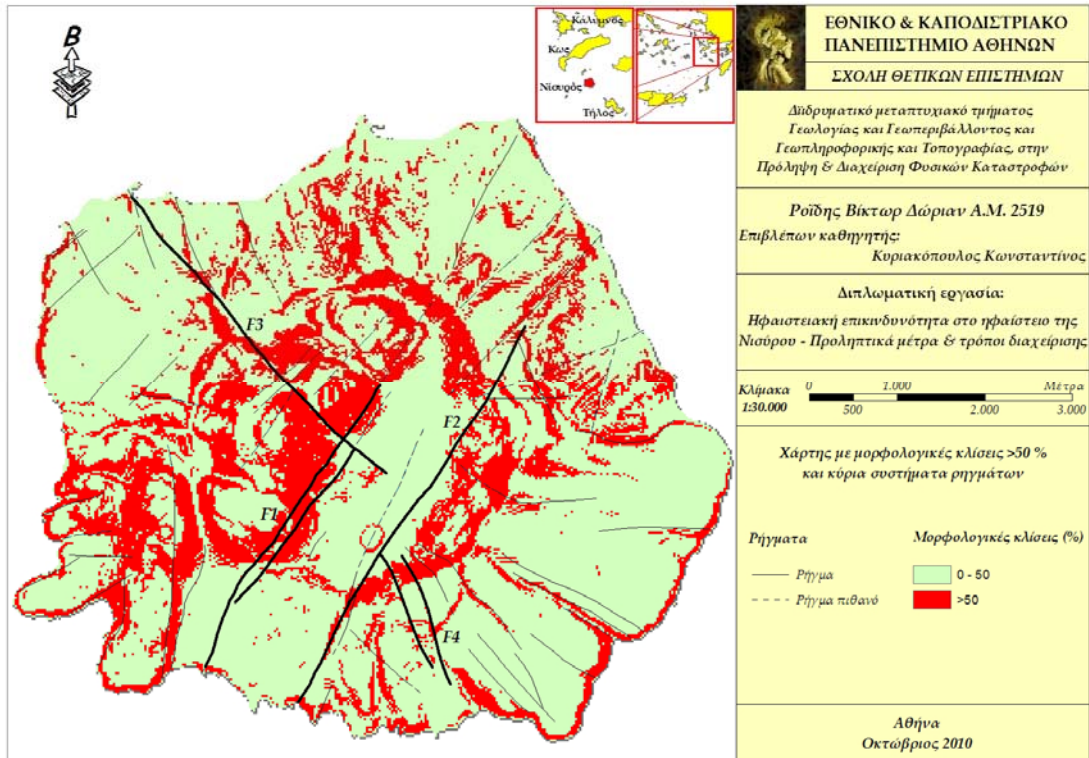 B
Κάλυμνος
Κως
Νίσυρος
Τήλος
F3
F2
F1
F4
ΕΘΝΙΚΟ & ΚΑΠΟΔΙΣΤΡΙΑΚΟ
ΠΑΝΕΠΙΣΤΗΜΙΟ ΑΘΗΝΩΝ
ΣΧΟΛΗ ΘΕΤΙΚΩΝ ΕΠΙΣΤΗΜΩΝ
Διϊδρυματικό μεταπτυχιακό τμήματος
Γεωλογίας και Γεωπεριβάλλοντος και
Γεωπληροφορικής και Τοπογραφίας, στην
Πρόληψη & Διαχείριση Φυσικών Καταστροφών
Ροΐδης Βίκτωρ Δώριαν Α.Μ. 2519
Επιβλέπων καθηγητής:
Κυριακόπουλος Κωνσταντίνος
Διπλωματική εργασία:
Ηφαιστειακή επικινδυνότητα στο ηφαίστειο της
Νισύρου - Προληπτικά μέτρα & τρόποι διαχείρισης
Κλίμακα
1:30.000
0 1.000 Μέτρα
500 2.000 3.000
Χάρτης με μορφολογικές κλίσεις >50 %
και κύρια συστήματα ρηγμάτων
Ρήγματα Μορφολογικές κλίσεις (%)
Ρήγμα 0 - 50
Ρήγμα πιθανό >50
Αθήνα
Οκτώβριος 2010